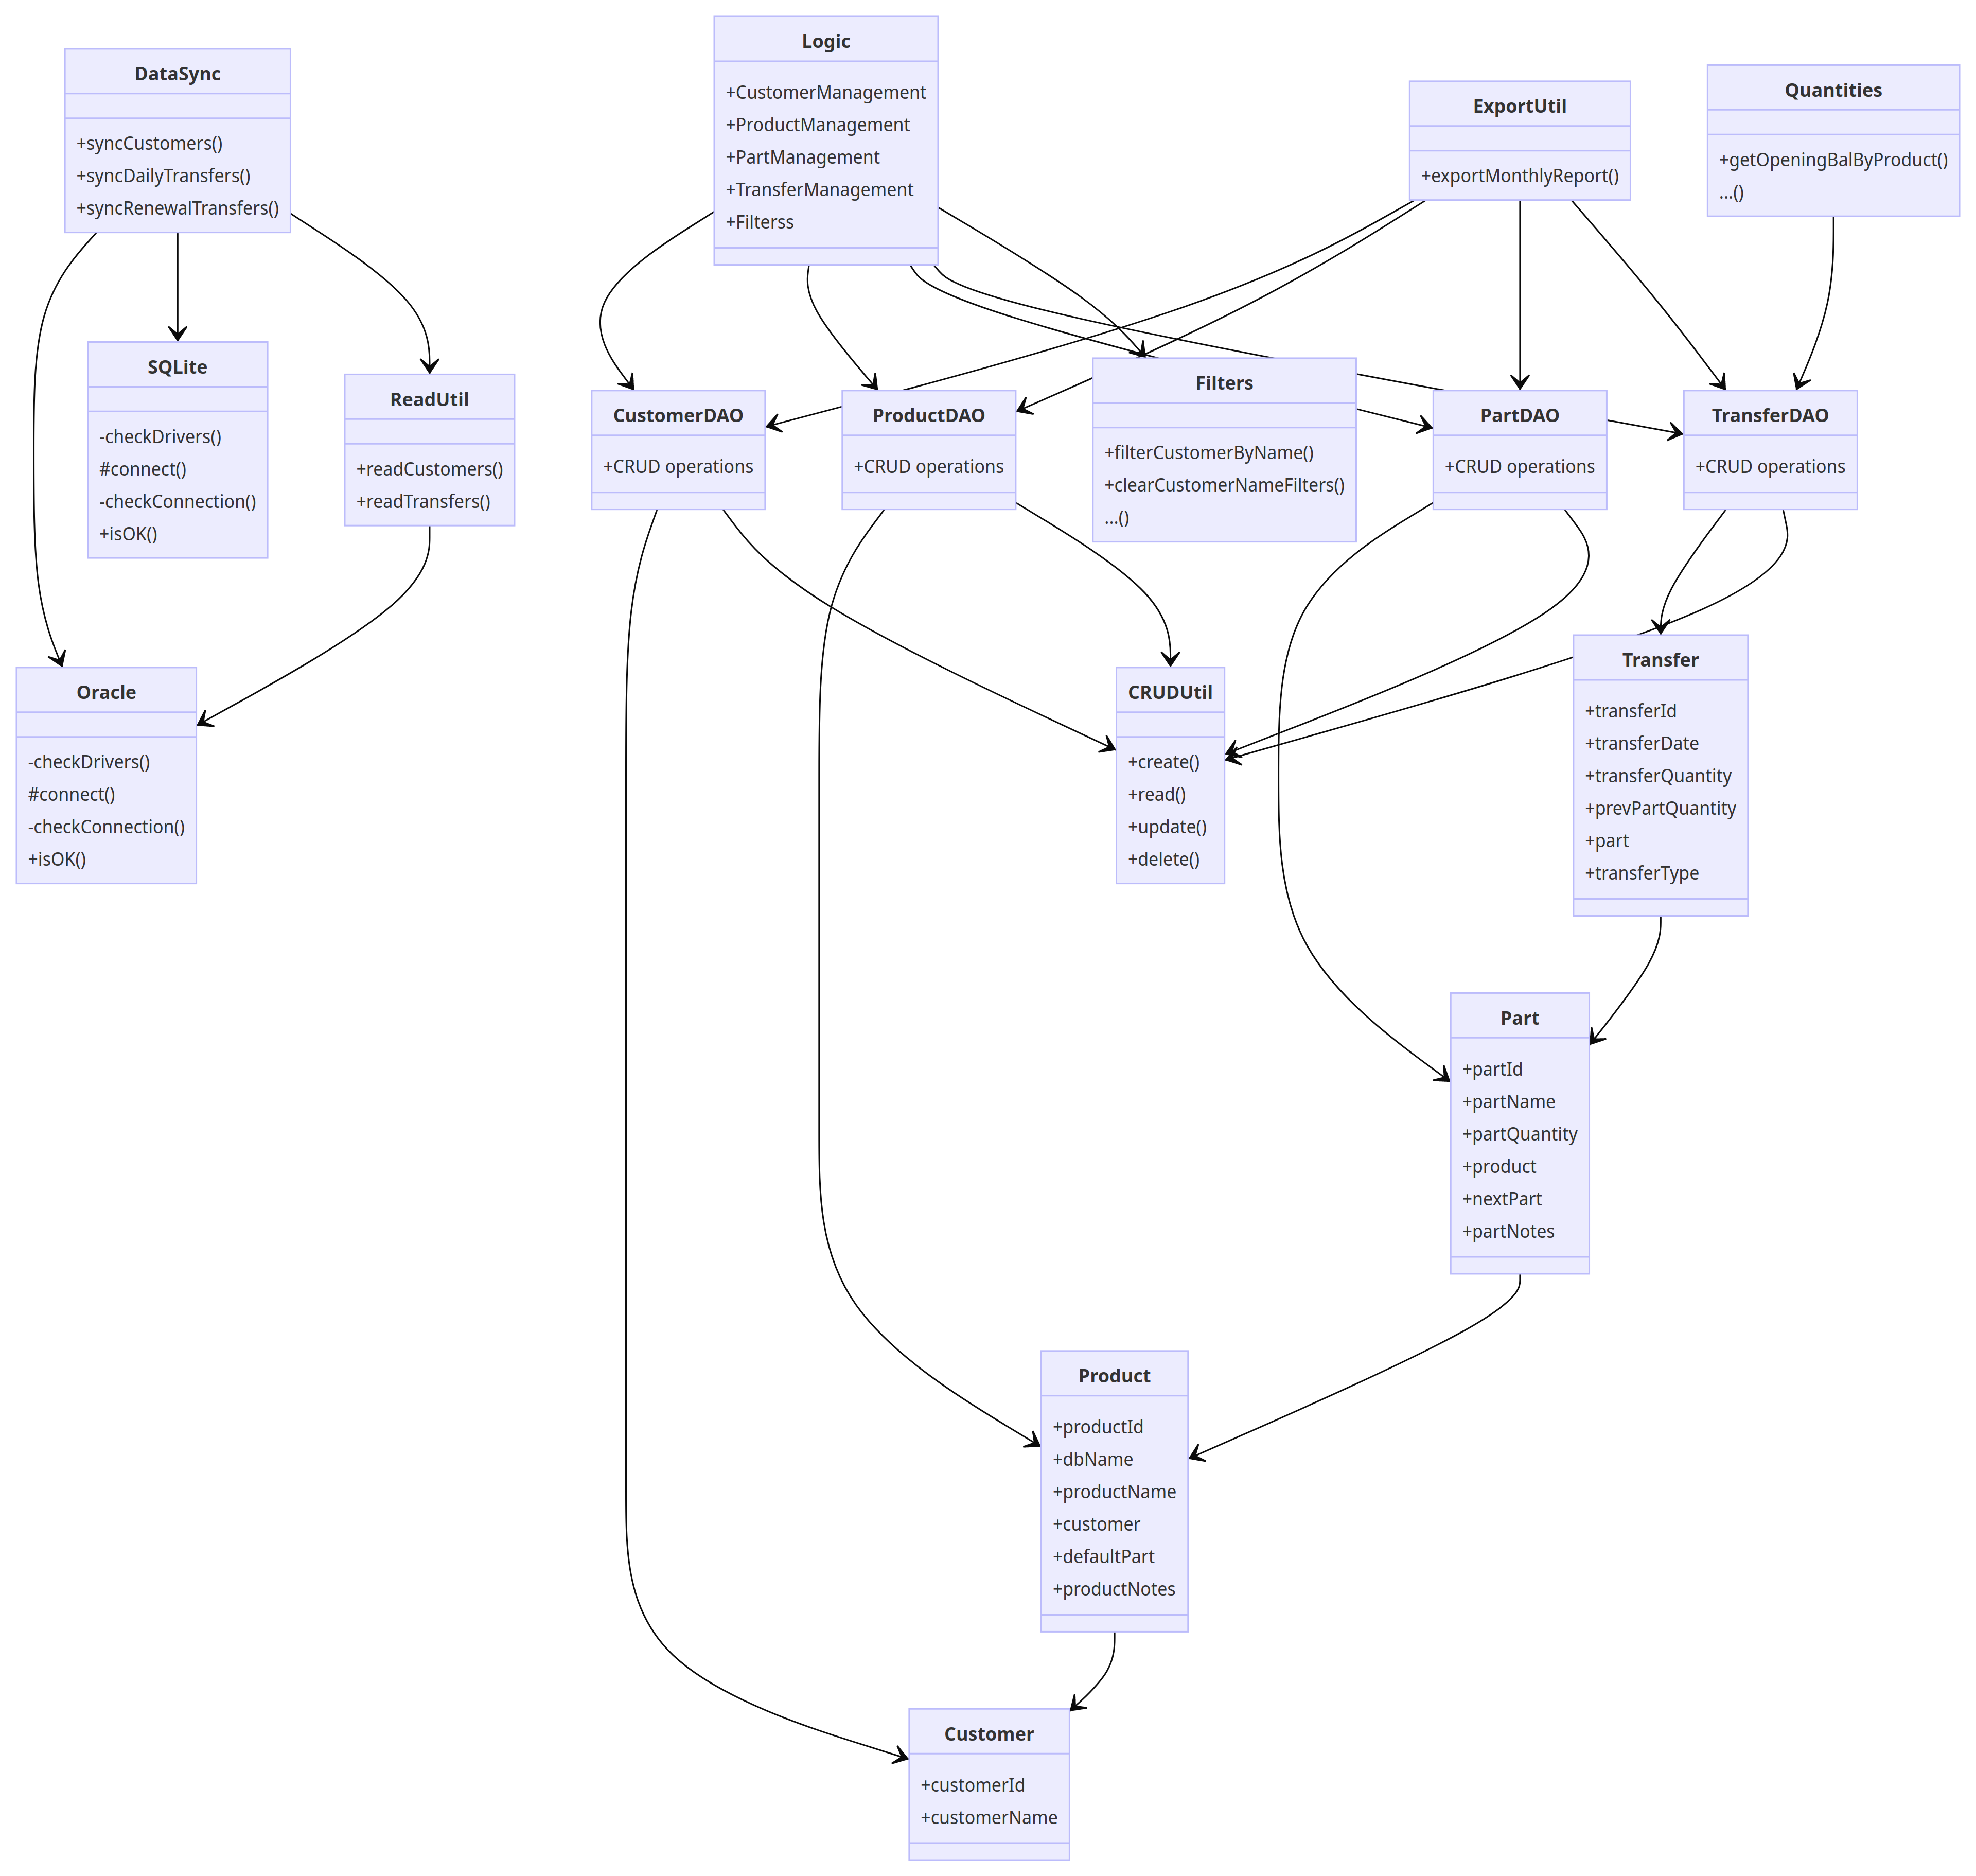 DataSync
+syncCustomers()
+syncDailyTransfers()
+syncRenewalTransfers()
Logic
+CustomerManagement
+ProductManagement
+PartManagement
+TransferManagement
+Filterss
ExportUtil
+exportMonthlyReport()
Quantities
+getOpeningBalByProduct()
...()
SQLite
-checkDrivers()
#connect()
-checkConnection()
+isOK()
ReadUtil
+readCustomers()
+readTransfers()
CustomerDAO
+CRUD operations
ProductDAO
+CRUD operations
Filters
+filterCustomerByName()
+clearCustomerNameFilters()
...()
PartDAO
+CRUD operations
TransferDAO
+CRUD operations
Oracle
-checkDrivers()
#connect()
-checkConnection()
+isOK()
CRUDUtil
+create()
+read()
+update()
+delete()
Transfer
+transferId
+transferDate
+transferQuantity
+prevPartQuantity
+part
+transferType
Part
+partId
+partName
+partQuantity
+product
+nextPart
+partNotes
Product
+productId
+dbName
+productName
+customer
+defaultPart
+productNotes
Customer
+customerId
+customerName